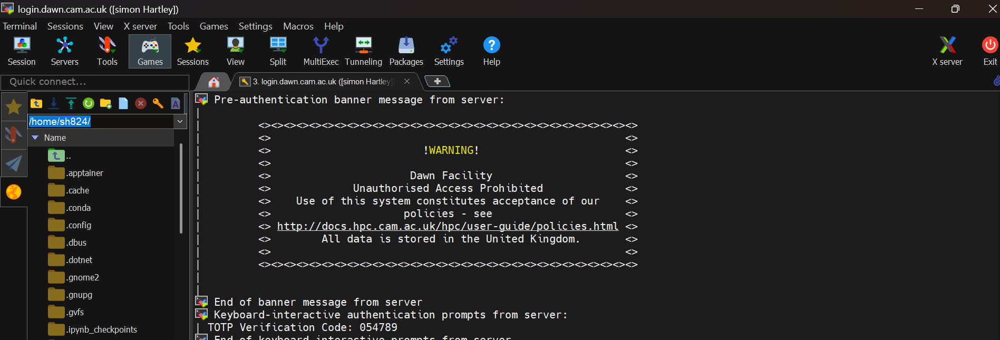 login.dawn.cam.ac.uk ([simon Hartley])
Terminal Sessions View X server Tools Games Settings Macros Help
Session Servers Tools Games Sessions View Split MultiExec Tunneling Packages Settings Help X server Exit
Quick connect...
3. login.dawn.cam.ac.uk ([simon Hartley]
/home/sh824/
Name
..
.apptainer
.cache
.conda
.config
.dbus
.dotnet
.gnome2
.gnupg
.gvfs
.ipynb_checkpoints
Pre-authentication banner message from server:
|
| <><><><><><><><><><><><><><><><><><><><><><><><><><><><><><>
| <> <>
| <> !WARNING! <>
| <> <>
| <> Dawn Facility <>
| <> Unauthorised Access Prohibited <>
| <> Use of this system constitutes acceptance of our <>
| <> policies - see <>
| <> http://docs.hpc.cam.ac.uk/hpc/user-guide/policies.html <>
| <> All data is stored in the United Kingdom. <>
| <> <>
| <><><><><><><><><><><><><><><><><><><><><><><><><><><><><><>
|
|
End of banner message from server
Keyboard-interactive authentication prompts from server:
| TOTP Verification Code: 054789
End of keyboard-interactive prompts from server